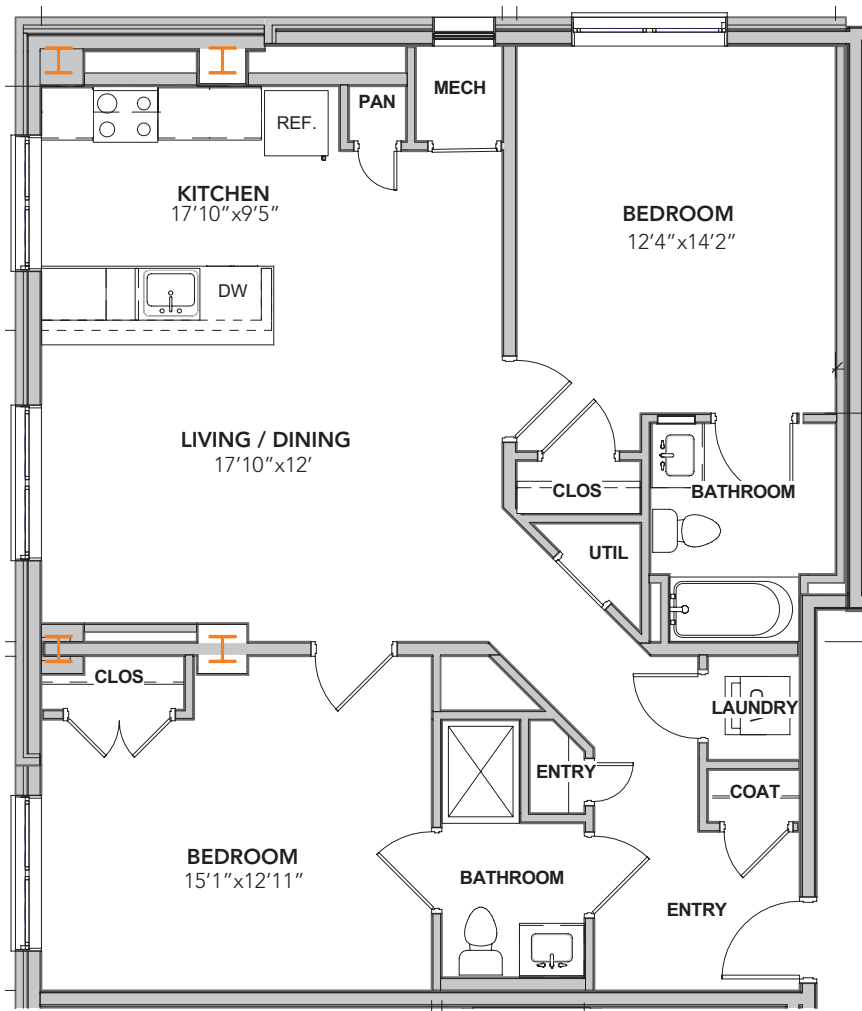 PAN
MECH
REF.
KITCHEN
17'10"x9'5"
BEDROOM
12'4"x14'2"
DW
LIVING / DINING
17'10"x12'
CLOS
BATHROOM
UTIL
CLOS
LAUNDRY
ENTRY
COAT
BEDROOM
15'1"x12'11"
BATHROOM
ENTRY